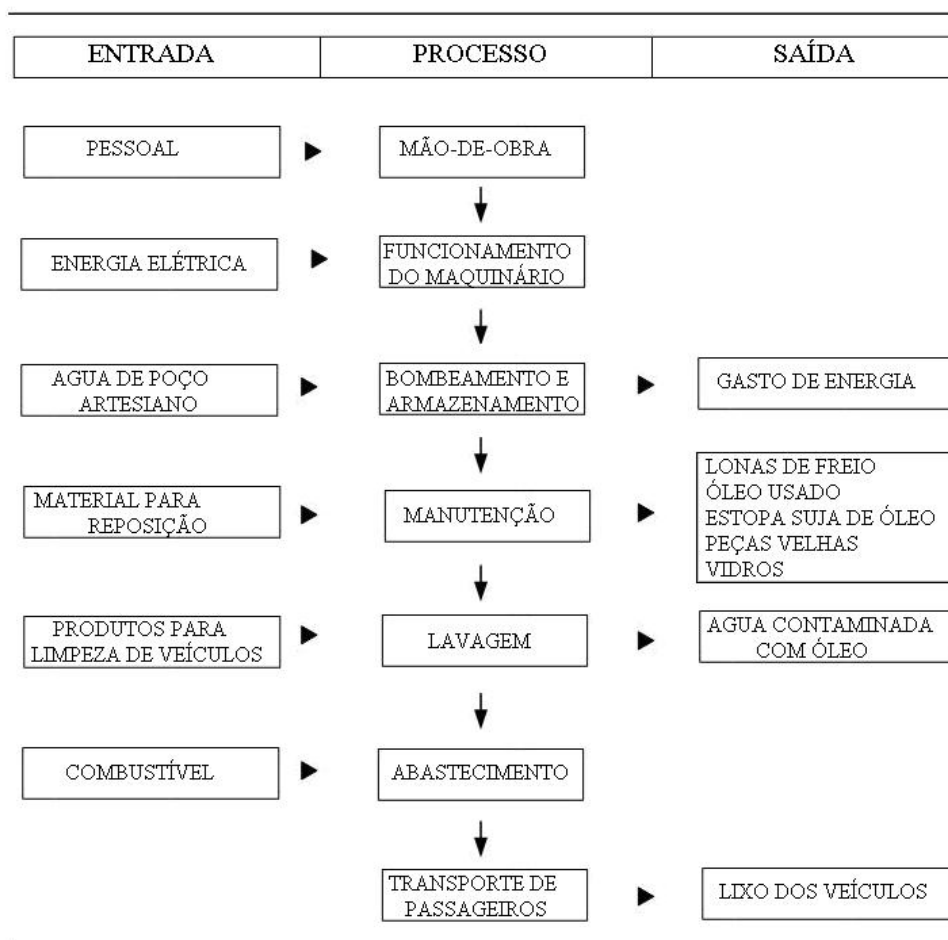 ENTRADA
PROCESSO
SAÍDA
PESSOAL
MÃO-DE-OBRA
ENERGIA ELÉTRICA
FUNCIONAMENTO
DO MAQUINÁRIO
AGUA DE POÇO
ARTESIANO
BOMBEAMENTO E
ARMAZENAMENTO
GASTO DE ENERGIA
MATERIAL PARA
REPOSIÇÃO
MANUTENÇÃO
LONAS DE FREIO
ÓLEO USADO
ESTOPA SUJA DE ÓLEO
PEÇAS VELHAS
VIDROS
PRODUTOS PARA
LIMPEZA DE VEÍCULOS
LAVAGEM
AGUA CONTAMINADA
COM ÓLEO
COMBUSTÍVEL
ABASTECIMENTO
TRANSPORTE DE
PASSAGEIROS
LIXO DOS VEÍCULOS